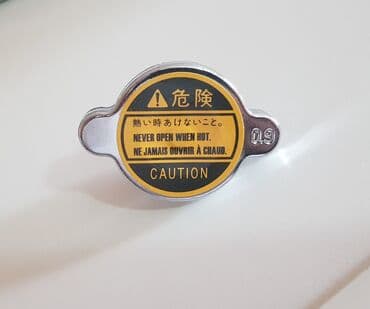 危険
熱い時あけないこと。
NEVER OPEN WHEN HOT.
NE JAMAIS OUVRIR À CHAUD.
CAUTION
0.9